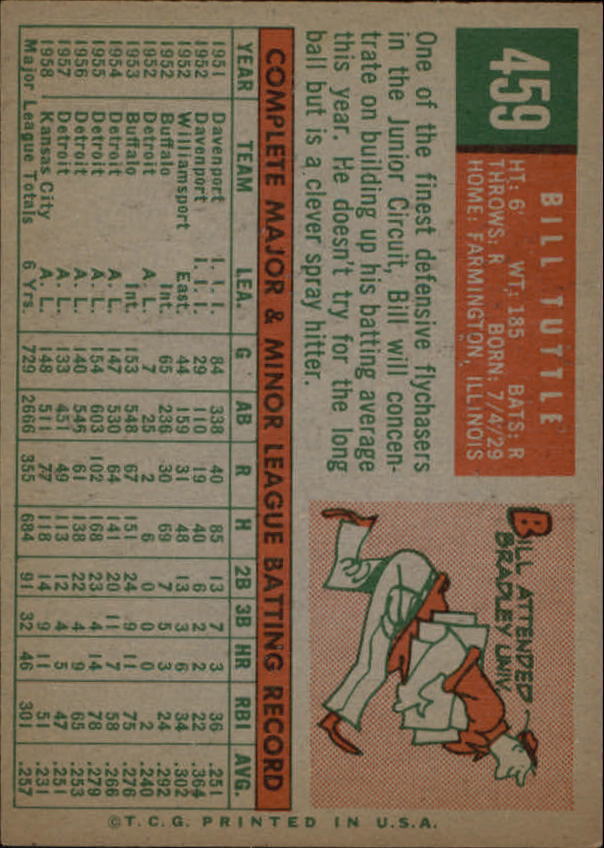 459
BILL TUTTLE
HT: 6' WT: 185 BATS: R
THROWS: R BORN: 7/4/29
HOME: FARMINGTON, ILLINOIS
One of the finest defensive flychasers
in the Junior Circuit, Bill will concen-
trate on building up his batting average
this year. He doesn't try for the long
ball but is a clever spray hitter.
BILL ATTENDED
BRADLEY UNIV.
COMPLETE MAJOR & MINOR LEAGUE BATTING RECORD
YEAR TEAM LEA. G AB R H 2B 3B HR RBI AVG.
1951 Davenport I. I. I. 84 338 40 85 13 7 3 36 .251
1952 Davenport I. I. I. 29 110 19 40 6 2 2 22 .364
1952 Williamsport East. 44 159 31 48 13 3 6 34 .302
1952 Buffalo Int. 65 236 30 69 7 5 3 24 .292
1952 Detroit A. L. 7 25 2 6 0 0 0 2 .240
1953 Buffalo Int. 153 548 67 151 24 9 11 75 .276
1954 Detroit A. L. 147 530 64 141 20 11 7 58 .266
1955 Detroit A. L. 154 603 102 168 23 4 14 78 .279
1956 Detroit A. L. 140 546 61 138 22 4 9 65 .253
1957 Detroit A. L. 133 451 49 113 12 4 5 47 .251
1958 Kansas City A. L. 148 511 77 118 14 9 11 51 .231
Major League Totals 6 Yrs. 729 2666 355 684 91 32 46 301 .257
©T.C.G. PRINTED IN U.S.A.